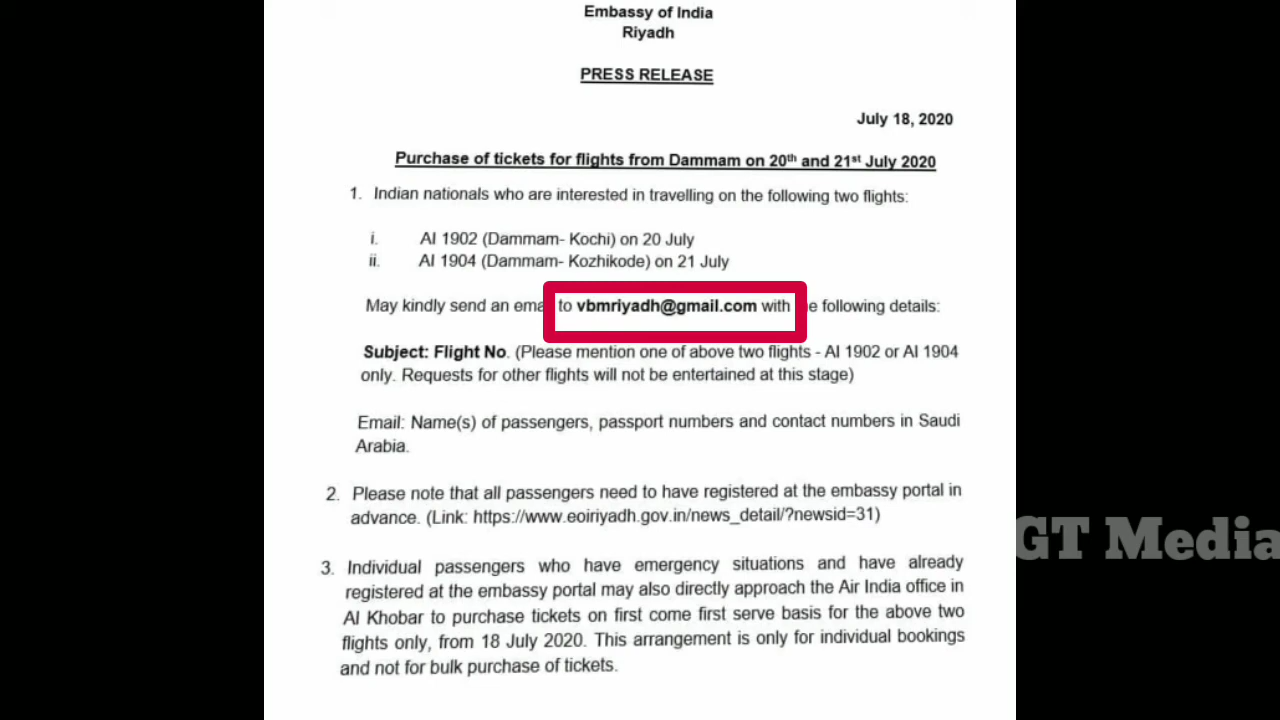 Embassy of India
Riyadh
PRESS RELEASE
July 18, 2020
Purchase of tickets for flights from Dammam on 20th and 21st July 2020
1. Indian nationals who are interested in travelling on the following two flights:
i. AI 1902 (Dammam- Kochi) on 20 July
ii. AI 1904 (Dammam- Kozhikode) on 21 July
May kindly send an ema to vbmriyadh@gmail.com with e following details:
Subject: Flight No. (Please mention one of above two flights - AI 1902 or AI 1904
only. Requests for other flights will not be entertained at this stage)
Email: Name(s) of passengers, passport numbers and contact numbers in Saudi
Arabia.
2. Please note that all passengers need to have registered at the embassy portal in
advance. (Link: https://www.eoiriyadh.gov.in/news_detail/?newsid=31)
GT Media
3. Individual passengers who have emergency situations and have already
registered at the embassy portal may also directly approach the Air India office in
Al Khobar to purchase tickets on first come first serve basis for the above two
flights only, from 18 July 2020. This arrangement is only for individual bookings
and not for bulk purchase of tickets.